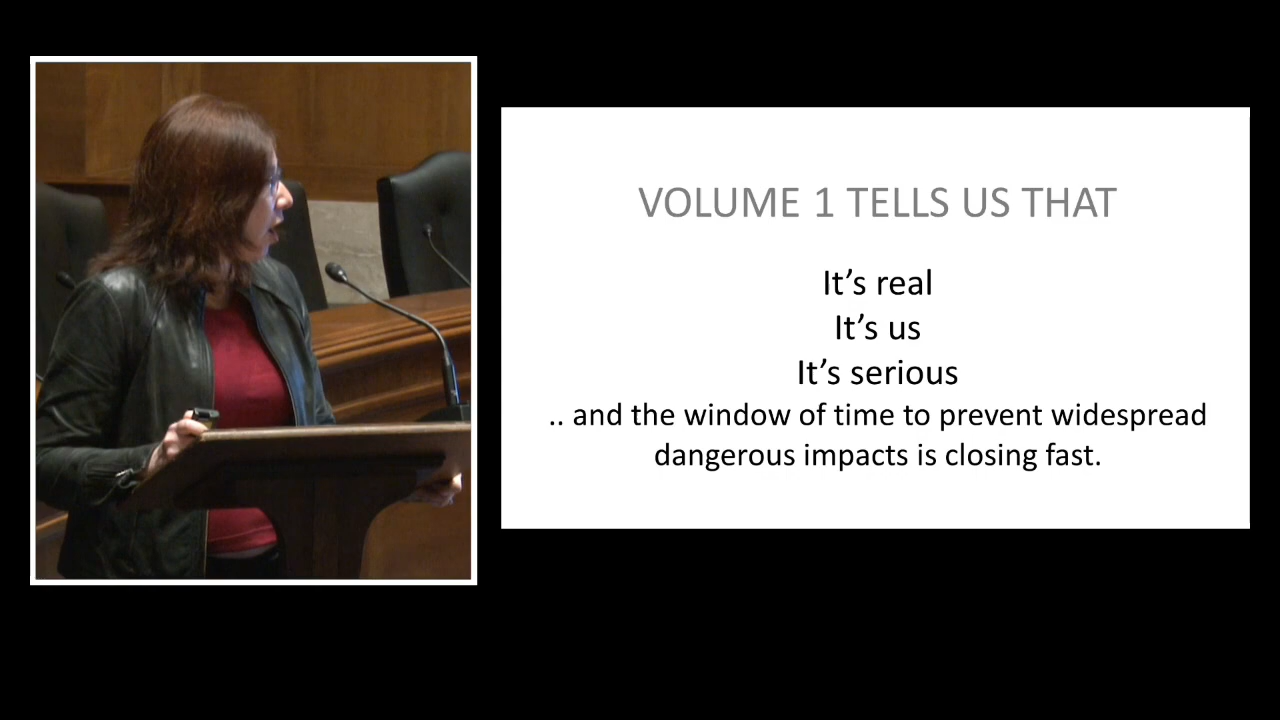 VOLUME 1 TELLS US THAT
It’s real
It’s us
It’s serious
.. and the window of time to prevent widespread
dangerous impacts is closing fast.